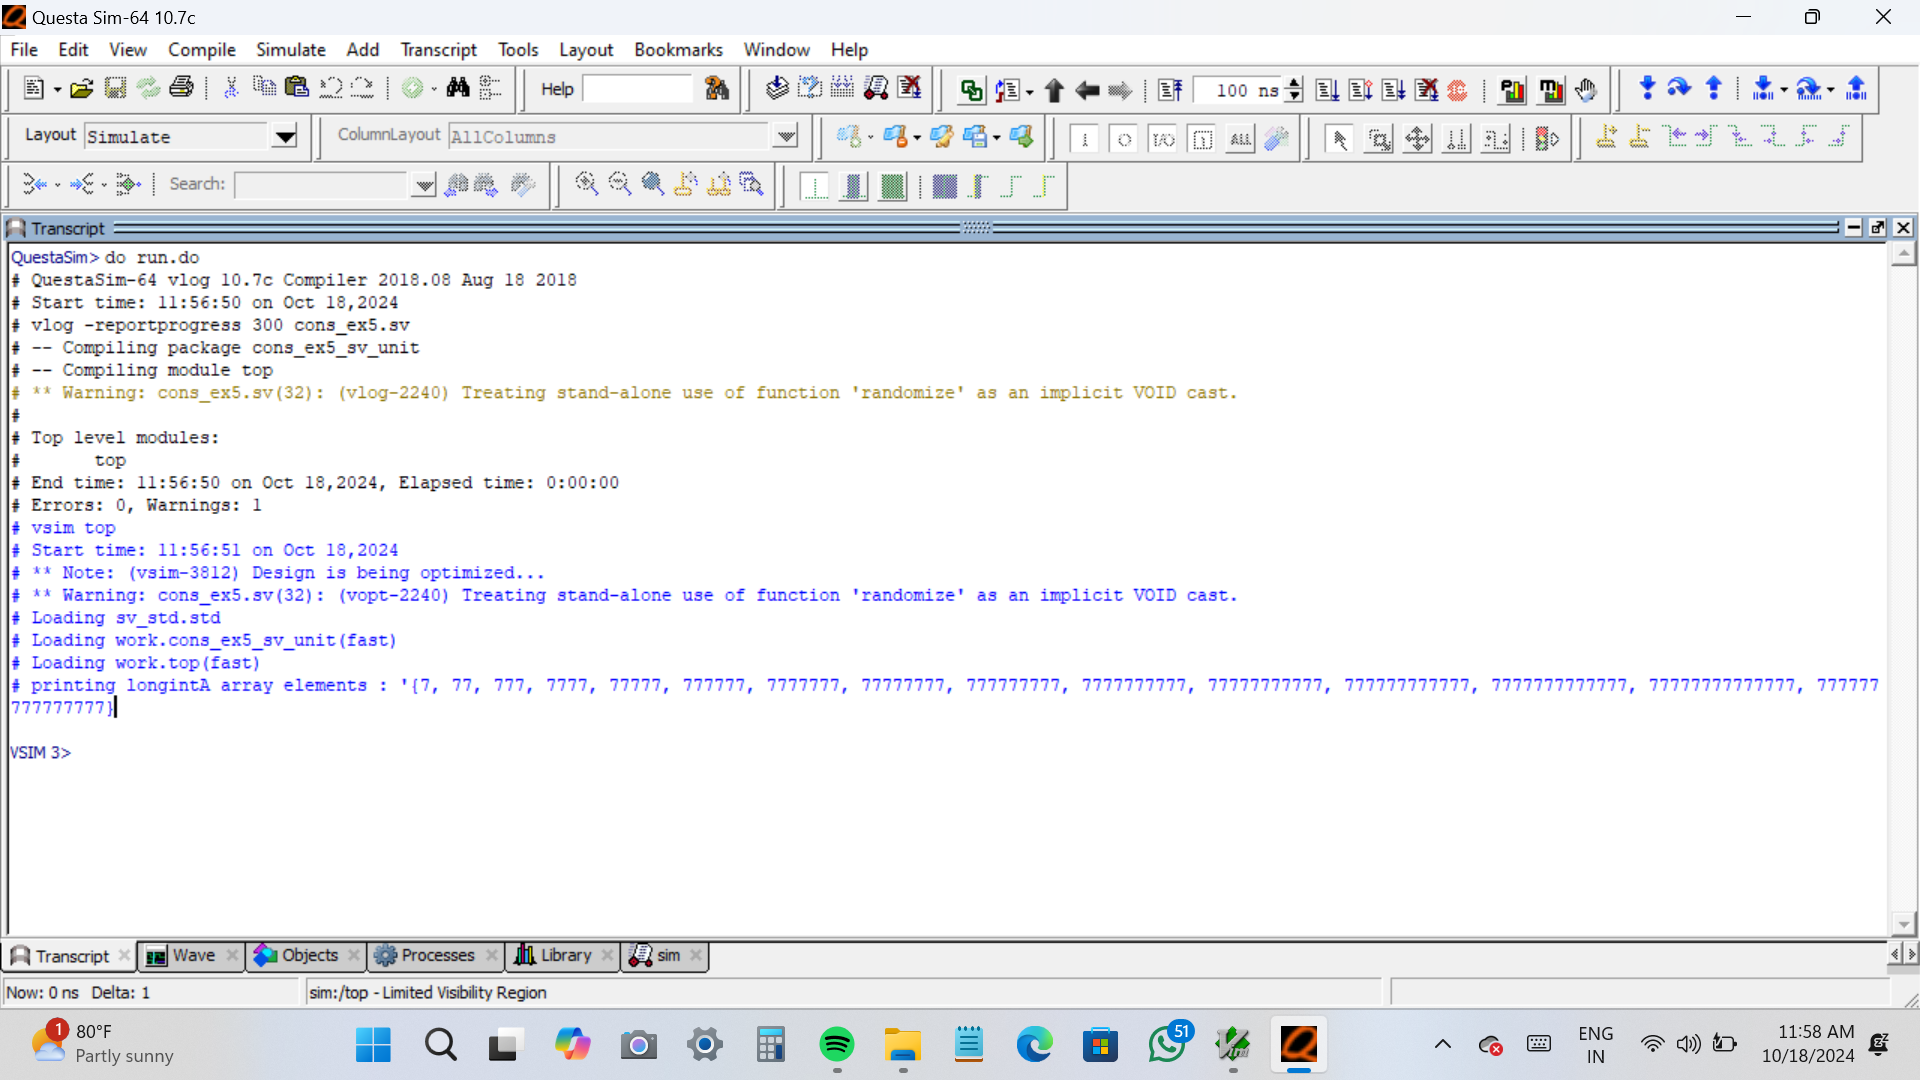 Questa Sim-64 10.7c
File Edit View Compile Simulate Add Transcript Tools Layout Bookmarks Window Help
Help
100 ns
Layout Simulate
ColumnLayout AllColumns
ALL
Search:
Transcript
QuestaSim> do run.do
# QuestaSim-64 vlog 10.7c Compiler 2018.08 Aug 18 2018
# Start time: 11:56:50 on Oct 18,2024
# vlog -reportprogress 300 cons_ex5.sv
# -- Compiling package cons_ex5_sv_unit
# -- Compiling module top
# ** Warning: cons_ex5.sv(32): (vlog-2240) Treating stand-alone use of function 'randomize' as an implicit VOID cast.
#
# Top level modules:
# top
# End time: 11:56:50 on Oct 18,2024, Elapsed time: 0:00:00
# Errors: 0, Warnings: 1
# vsim top
# Start time: 11:56:51 on Oct 18,2024
# ** Note: (vsim-3812) Design is being optimized...
# ** Warning: cons_ex5.sv(32): (vopt-2240) Treating stand-alone use of function 'randomize' as an implicit VOID cast.
# Loading sv_std.std
# Loading work.cons_ex5_sv_unit(fast)
# Loading work.top(fast)
# printing longintA array elements : '{7, 77, 777, 7777, 77777, 777777, 7777777, 77777777, 777777777, 7777777777, 77777777777, 777777777777, 7777777777777, 77777777777777, 777777
777777777}
VSIM 3>
Transcript Wave Objects Processes Library sim
Now: 0 ns Delta: 1
sim:/top - Limited Visibility Region
1
80°F
Partly sunny
51
ENG
IN
11:58 AM
10/18/2024